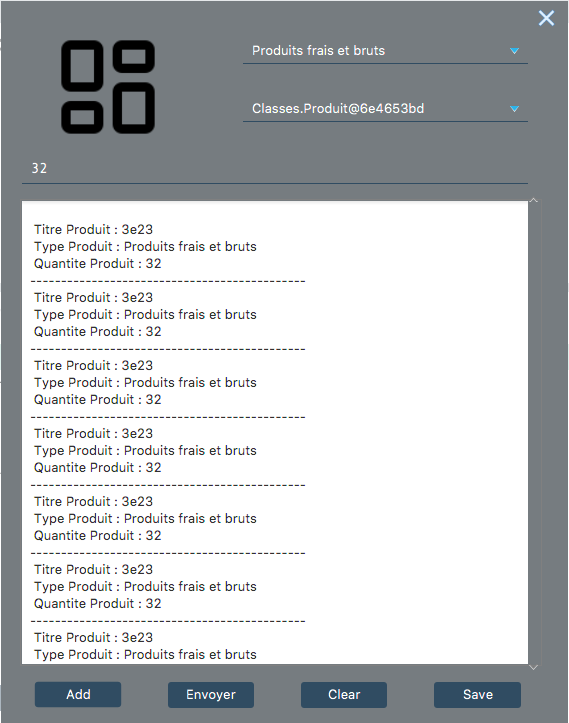 Produits frais et bruts
Classes.Produit@6e4653bd
32
Titre Produit : 3e23
Type Produit : Produits frais et bruts
Quantite Produit : 32
-----------------------------------------
Titre Produit : 3e23
Type Produit : Produits frais et bruts
Quantite Produit : 32
-----------------------------------------
Titre Produit : 3e23
Type Produit : Produits frais et bruts
Quantite Produit : 32
-----------------------------------------
Titre Produit : 3e23
Type Produit : Produits frais et bruts
Quantite Produit : 32
-----------------------------------------
Titre Produit : 3e23
Type Produit : Produits frais et bruts
Quantite Produit : 32
-----------------------------------------
Titre Produit : 3e23
Type Produit : Produits frais et bruts
Quantite Produit : 32
-----------------------------------------
Titre Produit : 3e23
Type Produit : Produits frais et bruts
Add Envoyer Clear Save